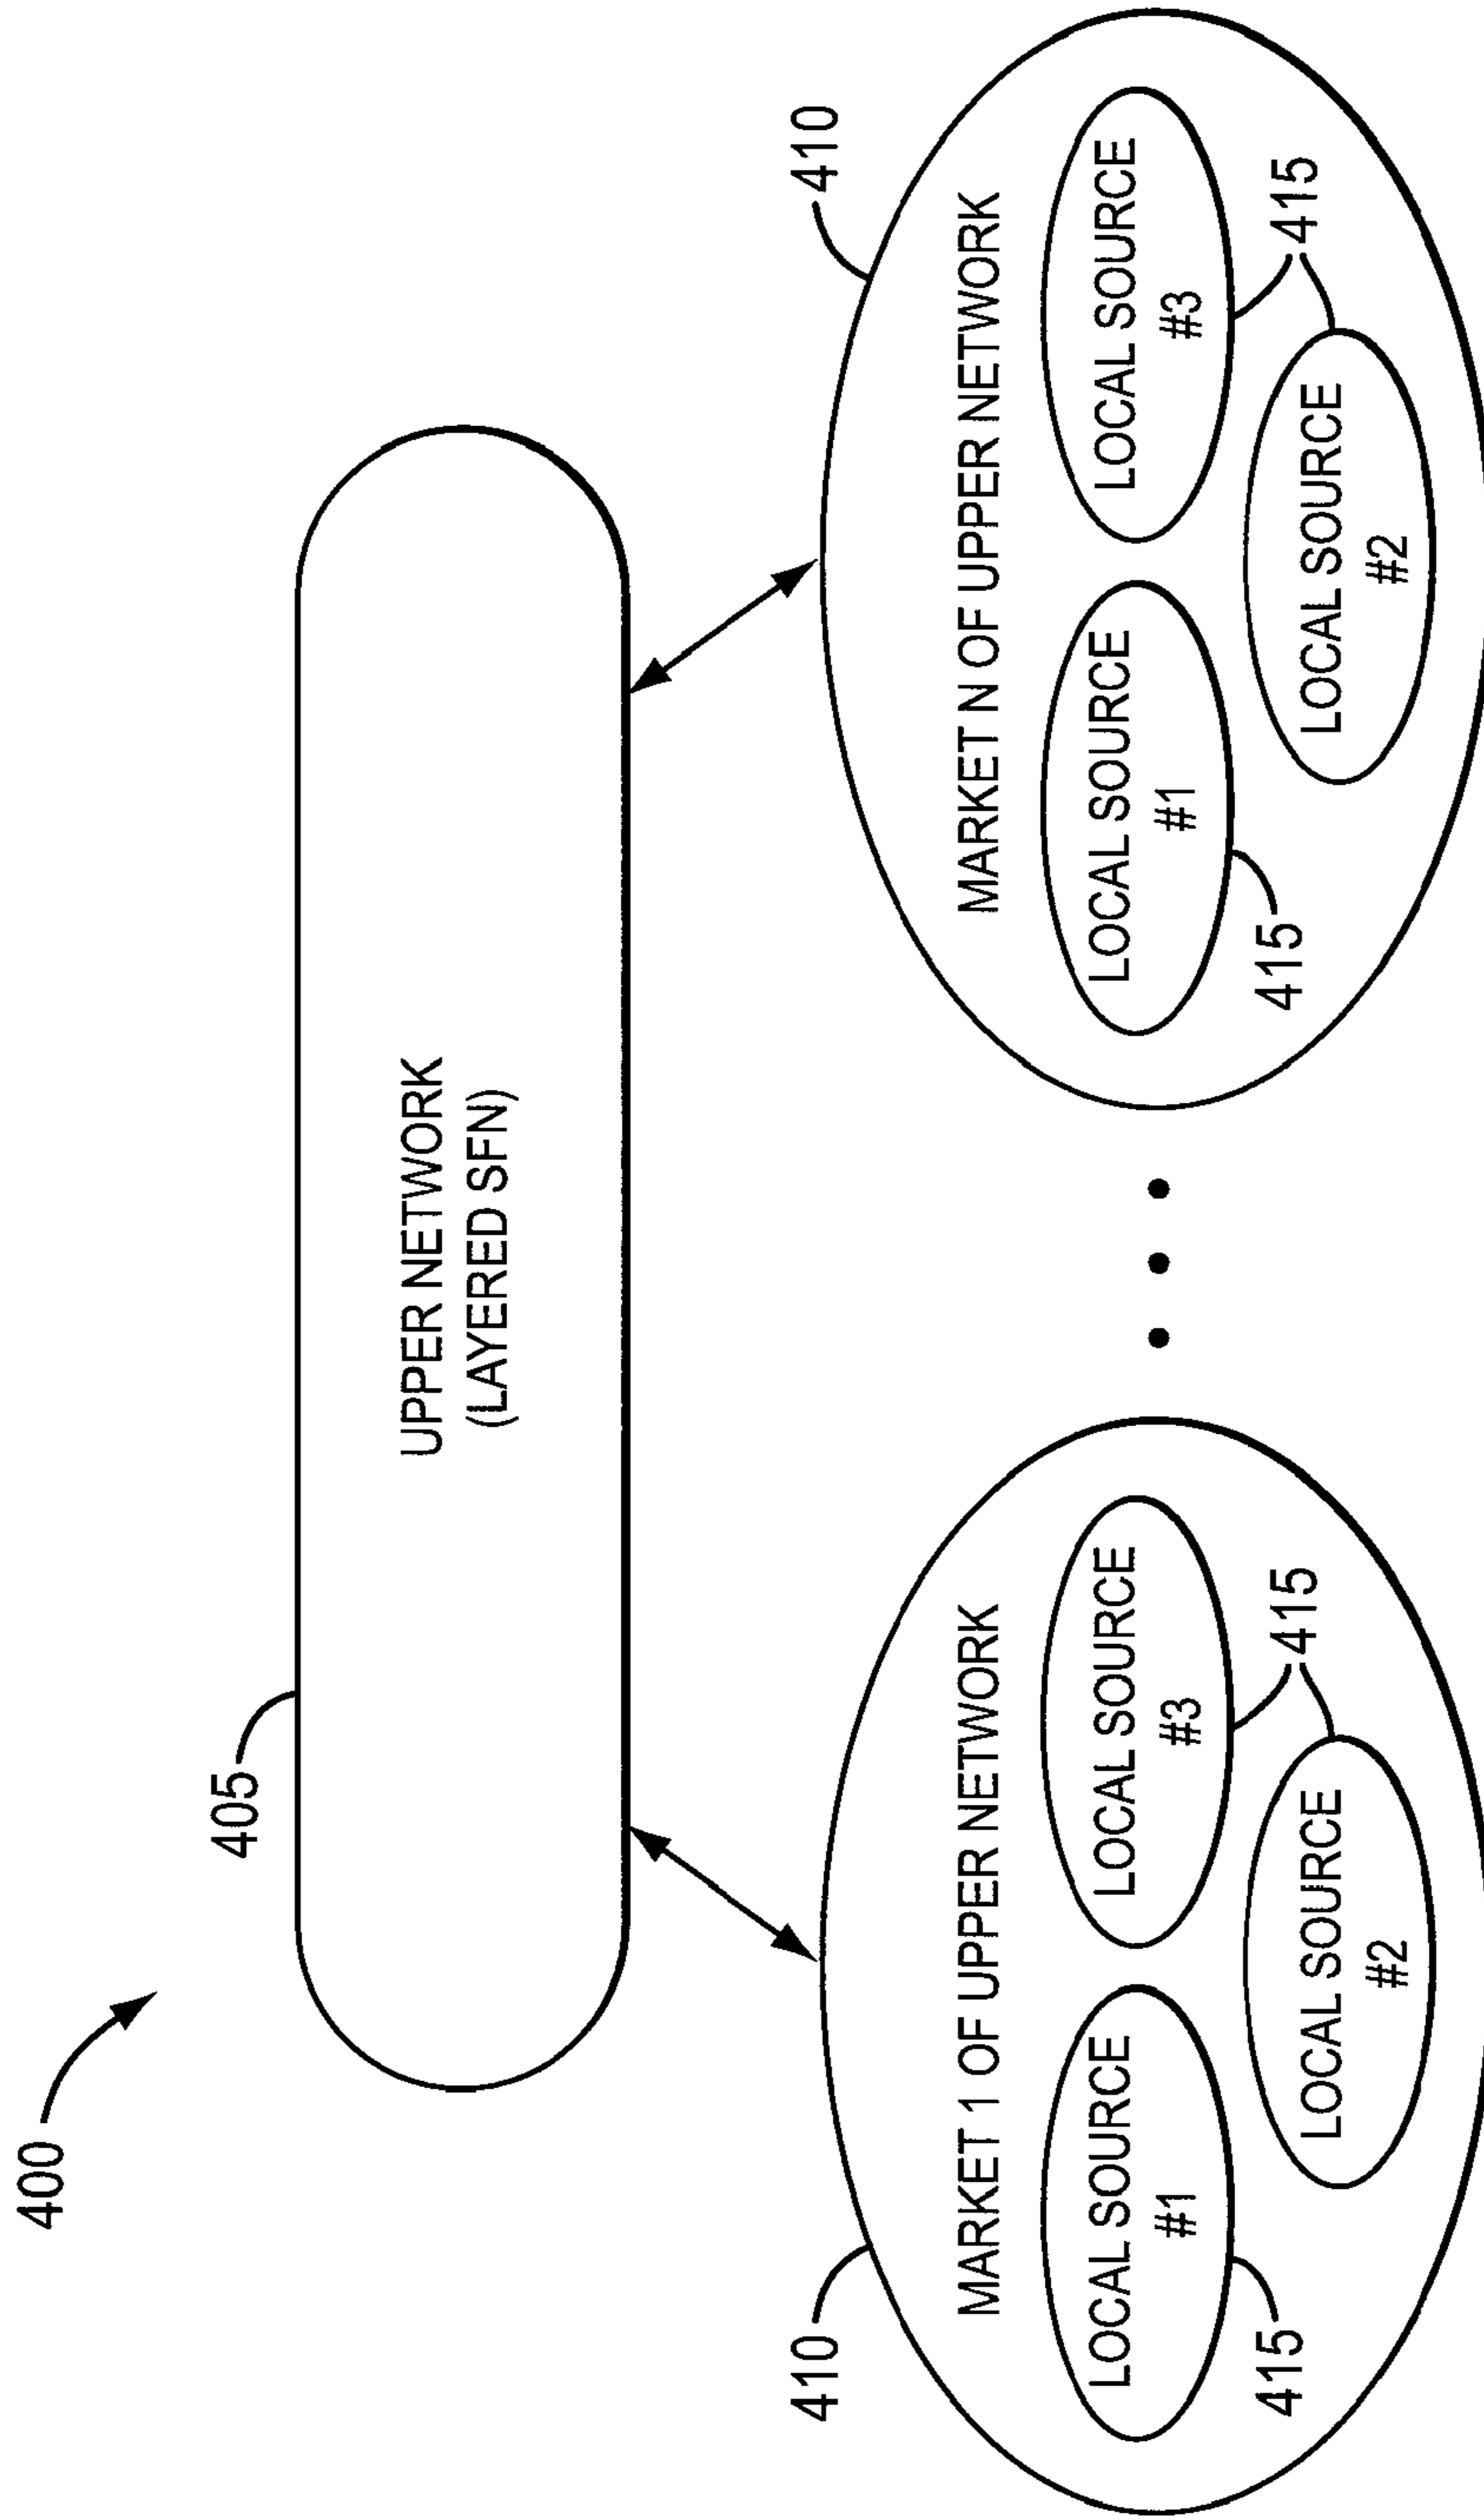 400
405
UPPER NETWORK
(LAYERED SFN)
410
MARKET 1 OF UPPER NETWORK
LOCAL SOURCE
#1
LOCAL SOURCE
#3
415
415
LOCAL SOURCE
#2
410
MARKET N OF UPPER NETWORK
LOCAL SOURCE
#1
LOCAL SOURCE
#3
415
415
LOCAL SOURCE
#2